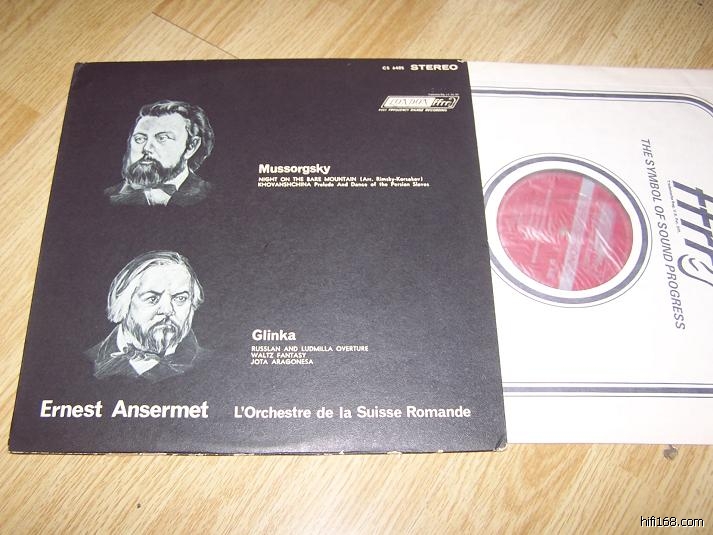 CS 6405 STEREO
LONDON ffrr
FULL FREQUENCY RANGE RECORDING
Mussorgsky
NIGHT ON THE BARE MOUNTAIN (Arr. Rimsky-Korsakov)
KHOVANSHCHINA Prelude And Dance of the Persian Slaves
Glinka
RUSSLAN AND LUDMILLA OVERTURE
WALTZ FANTASY
JOTA ARAGONESA
Ernest Ansermet L'Orchestre de la Suisse Romande
ffrr
THE SYMBOL OF SOUND PROGRESS
hifi168.com